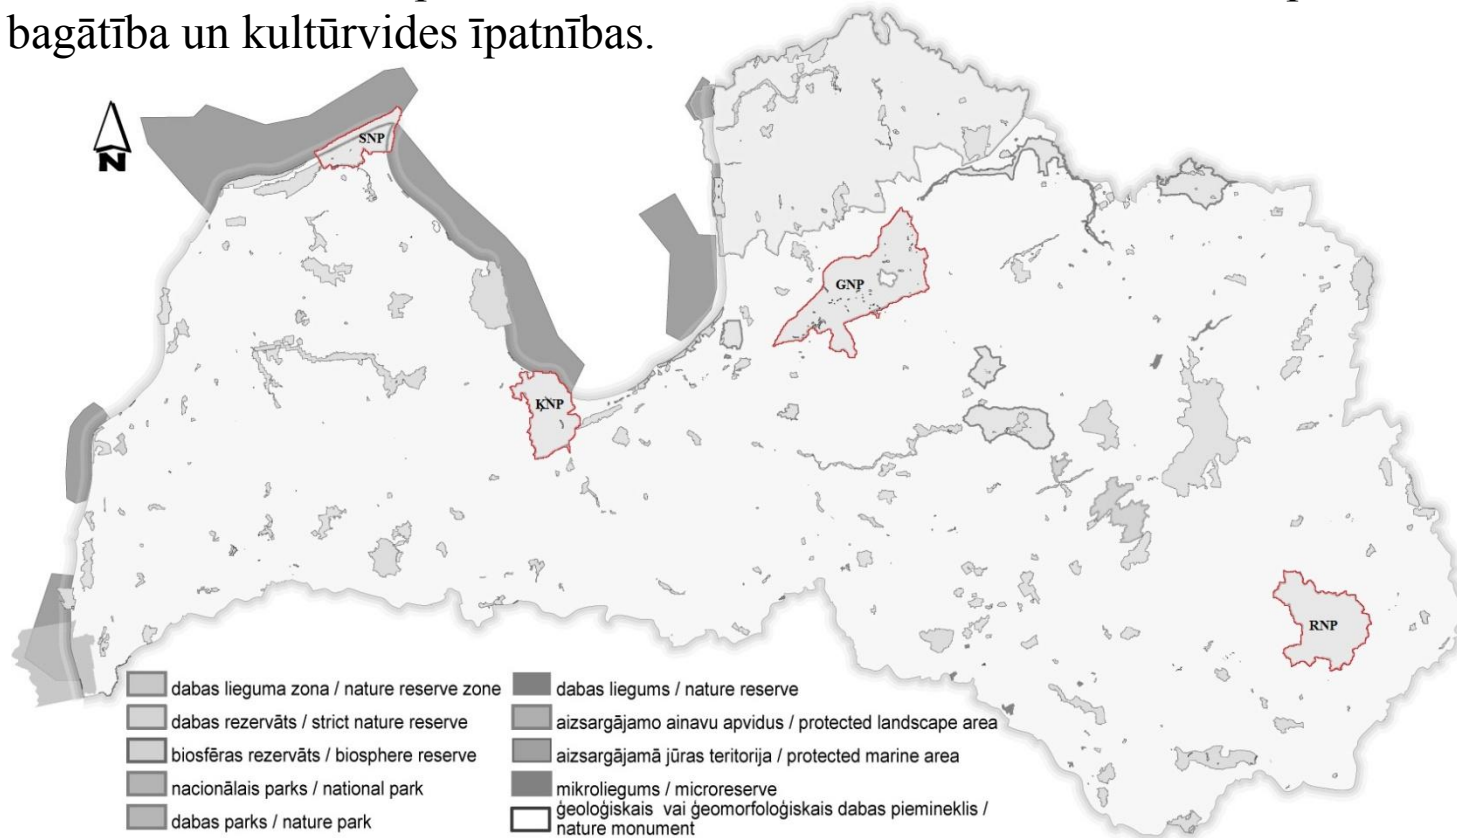 bagātība un kultūrvides īpatnības.
SNP
N
GNP
ĶNP
RNP
dabas lieguma zona / nature reserve zone
dabas rezervāts / strict nature reserve
biosfēras rezervāts / biosphere reserve
nacionālais parks / national park
dabas parks / nature park
dabas liegums / nature reserve
aizsargājamo ainavu apvidus / protected landscape area
aizsargājamā jūras teritorija / protected marine area
mikroliegums / microreserve
ģeoloģiskais vai ģeomorfoloģiskais dabas piemineklis /
nature monument